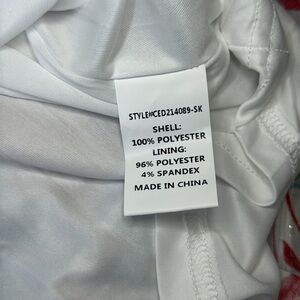 STYLE#CED214089-SK
SHELL:
100% POLYESTER
LINING:
96% POLYESTER
4% SPANDEX
MADE IN CHINA